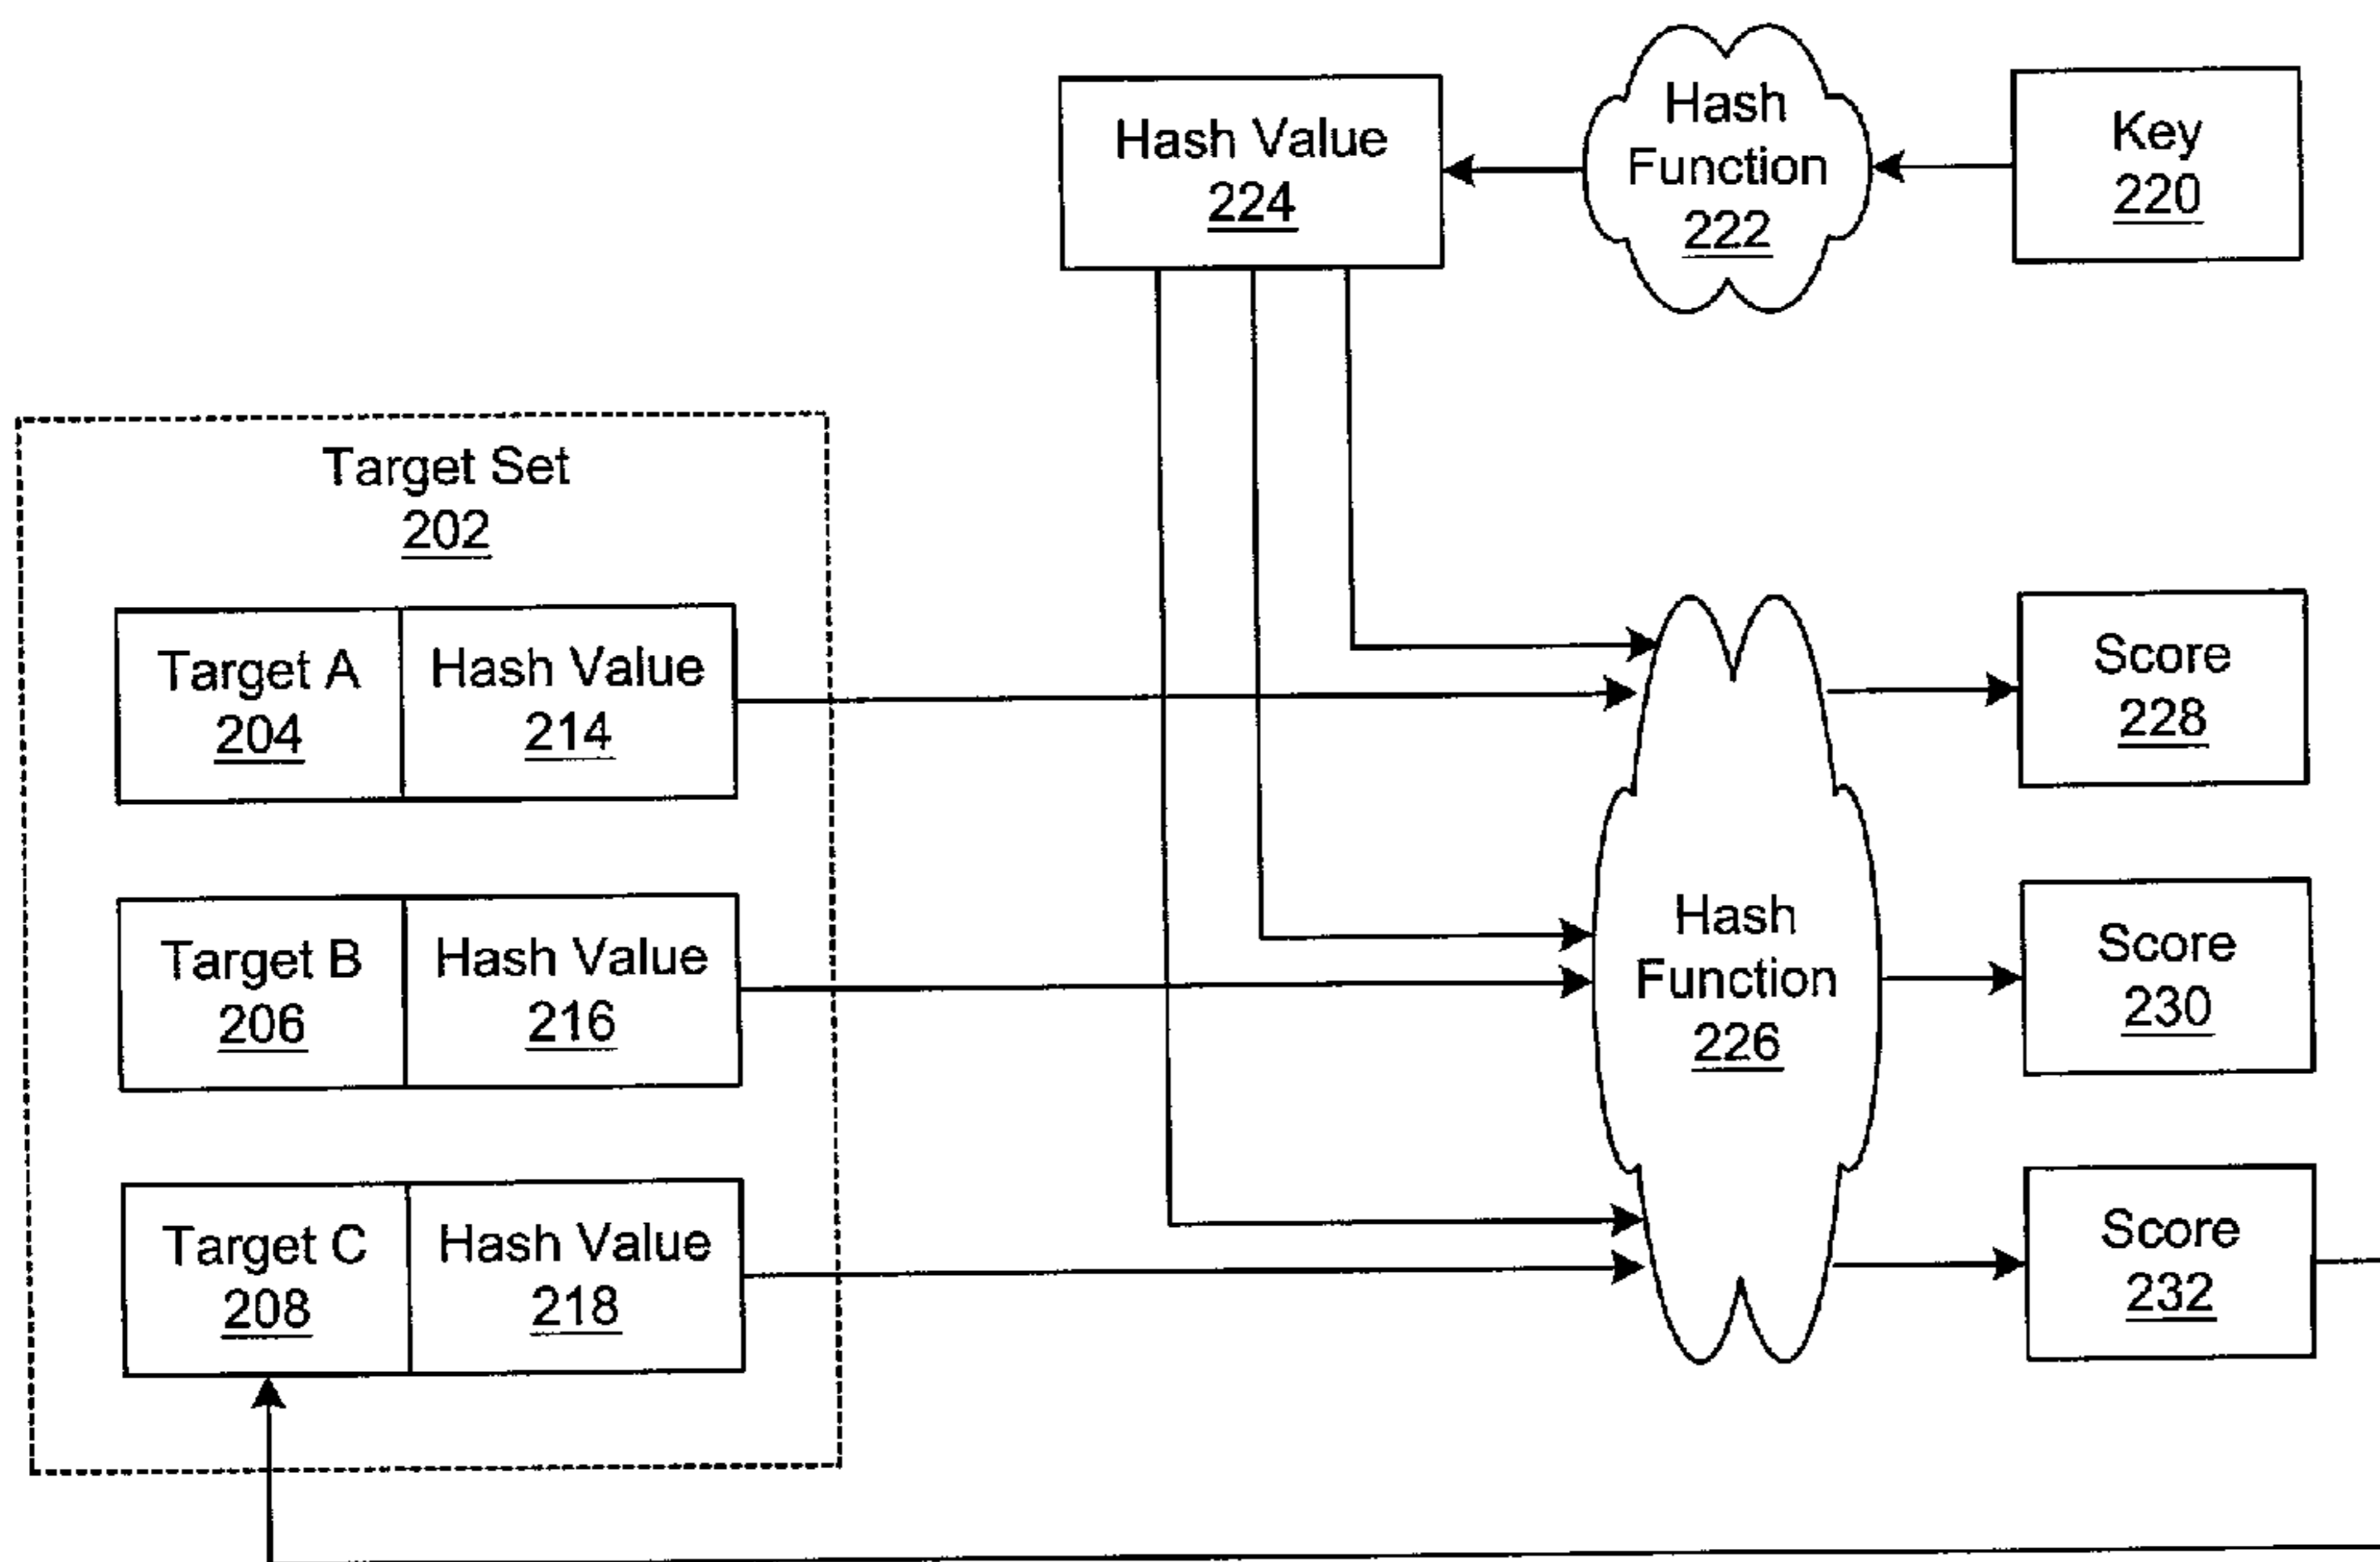 Hash Value
224
Hash
Function
222
Key
220
Target Set
202
Target A
204
Hash Value
214
Score
228
Target B
206
Hash Value
216
Hash
Function
226
Score
230
Target C
208
Hash Value
218
Score
232